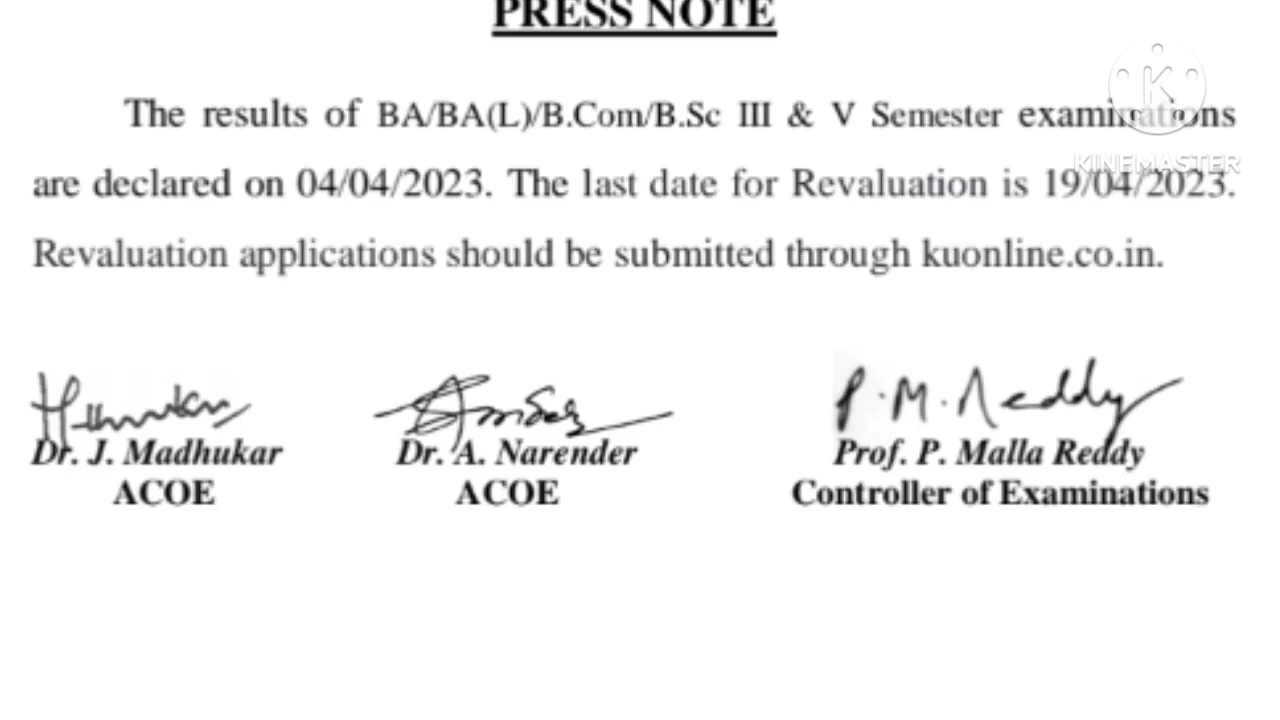 PRESS NOTE
The results of BA/BA(L)/B.Com/B.Sc III & V Semester examinations
are declared on 04/04/2023. The last date for Revaluation is 19/04/2023.
Revaluation applications should be submitted through kuonline.co.in.
K
KINEMASTER
P. M. Reddy
Dr. J. Madhukar Dr. A. Narender Prof. P. Malla Reddy
ACOE ACOE Controller of Examinations